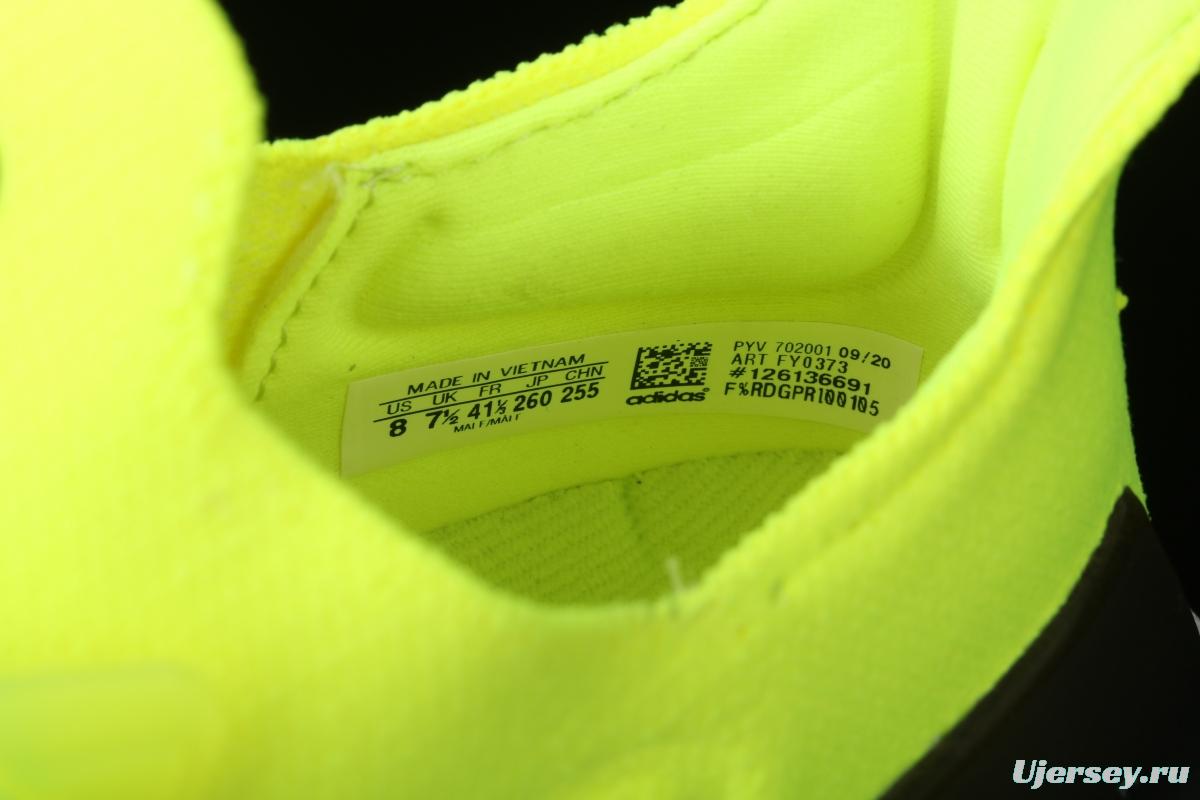 MADE IN VIETNAM
US UK FR JP CHN
8 7½ 41⅓ 260 255
MALE/MALE
adidas®
PYV 702001 09/20
ART FY0373
#126136691
F%RDGPRl00105
Ujersey.ru